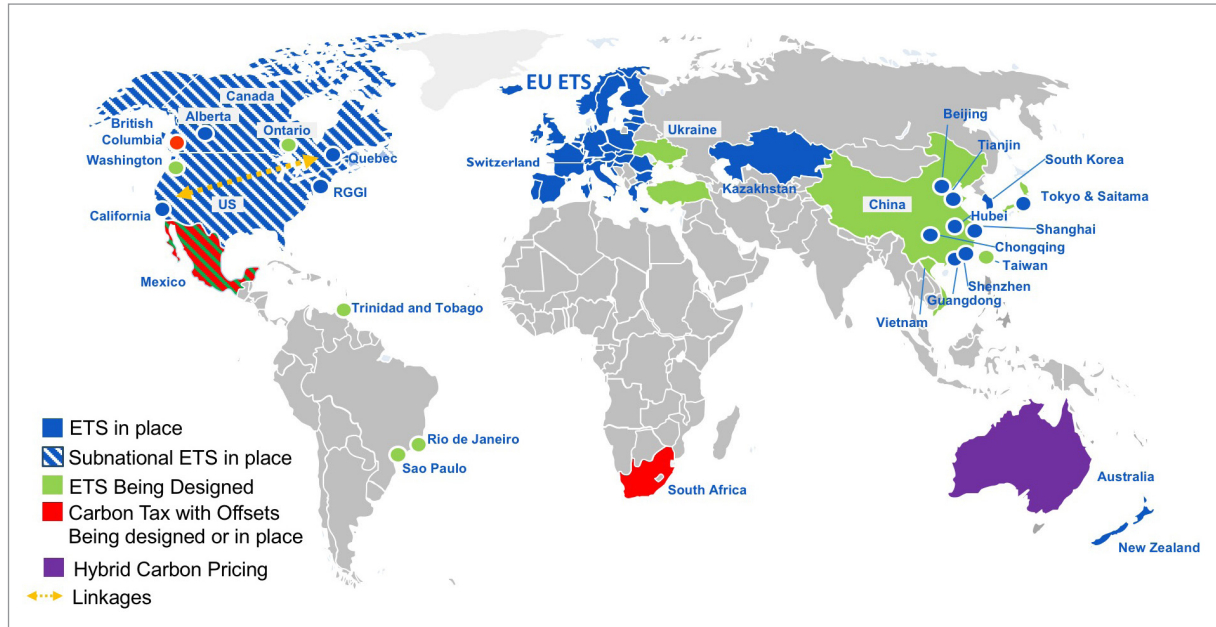 EU ETS
Canada
Alberta
British
Columbia
Ontario
Washington
Quebec
RGGI
US
California
Mexico
Switzerland
Ukraine
Kazakhstan
Beijing
Tianjin
South Korea
China
Tokyo & Saitama
Hubei
Shanghai
Chongqing
Taiwan
Shenzhen
Guangdong
Vietnam
Trinidad and Tobago
Rio de Janeiro
Sao Paulo
South Africa
Australia
New Zealand
ETS in place
Subnational ETS in place
ETS Being Designed
Carbon Tax with Offsets
Being designed or in place
Hybrid Carbon Pricing
Linkages